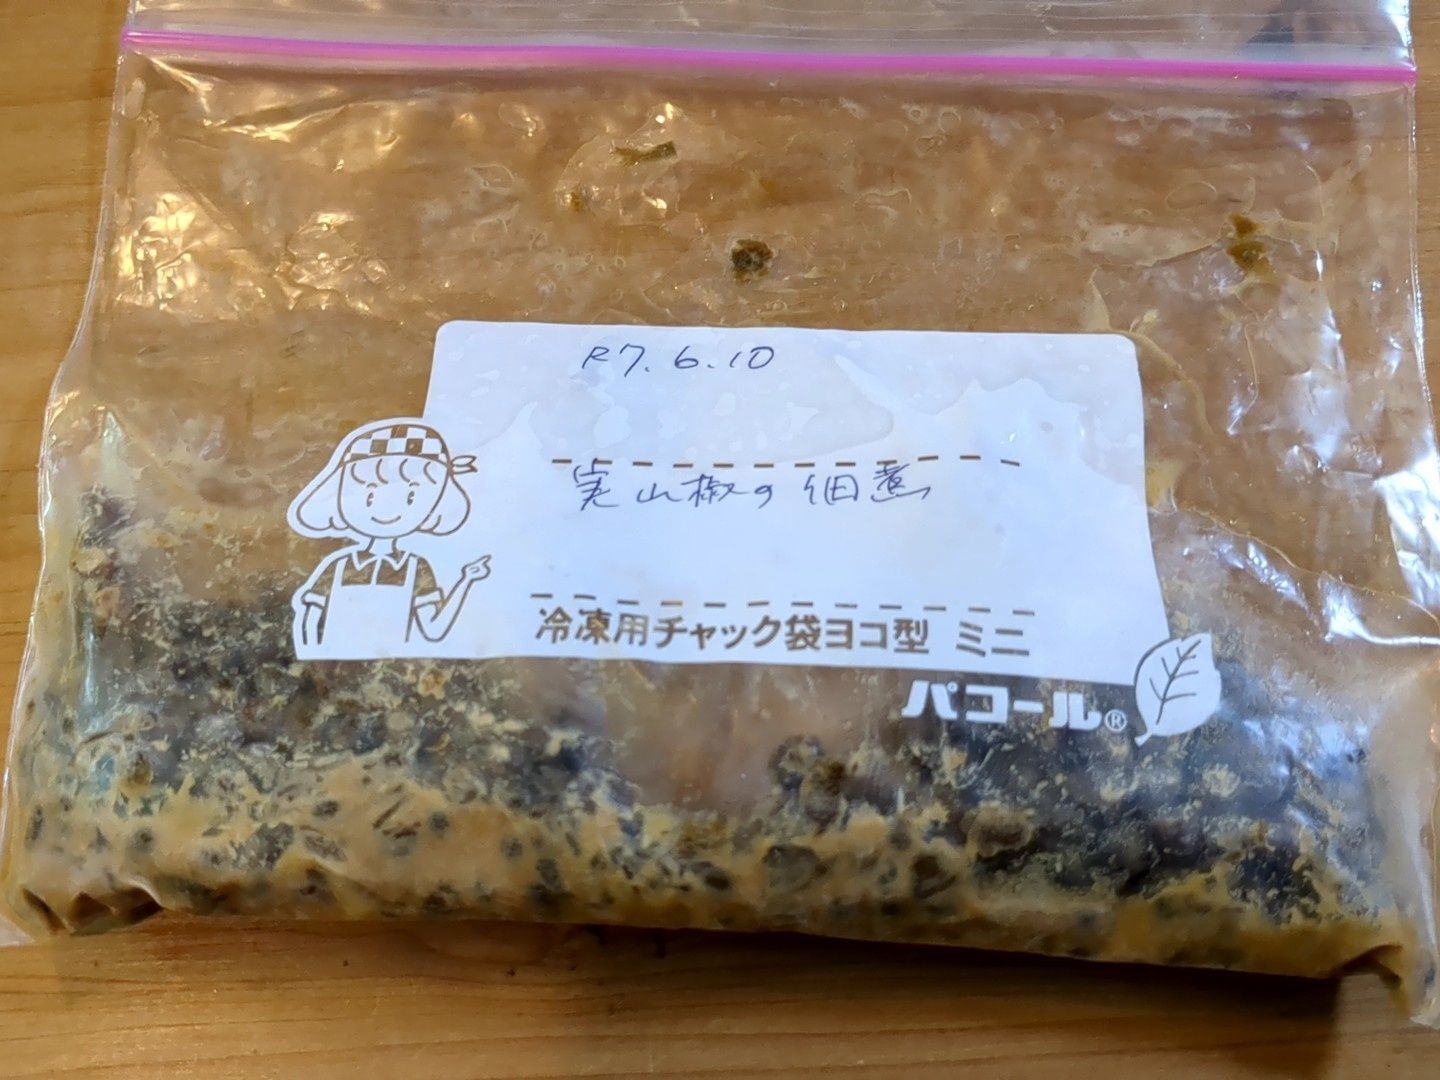 R7.6.10
実山椒の佃煮
冷凍用チャック袋ヨコ型 ミニ
パコール®